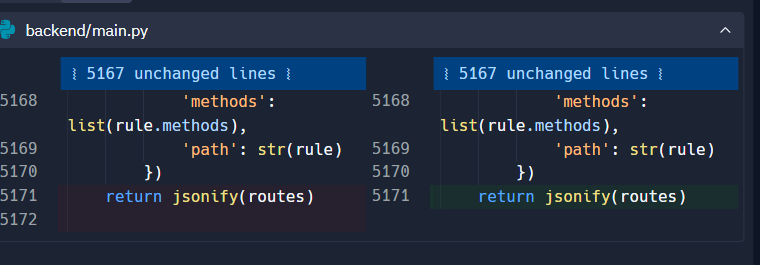 backend/main.py
⦚ 5167 unchanged lines ⦚
5168 'methods':
list(rule.methods),
5169 'path': str(rule)
5170 })
5171 return jsonify(routes)
5172
⦚ 5167 unchanged lines ⦚
5168 'methods':
list(rule.methods),
5169 'path': str(rule)
5170 })
5171 return jsonify(routes)